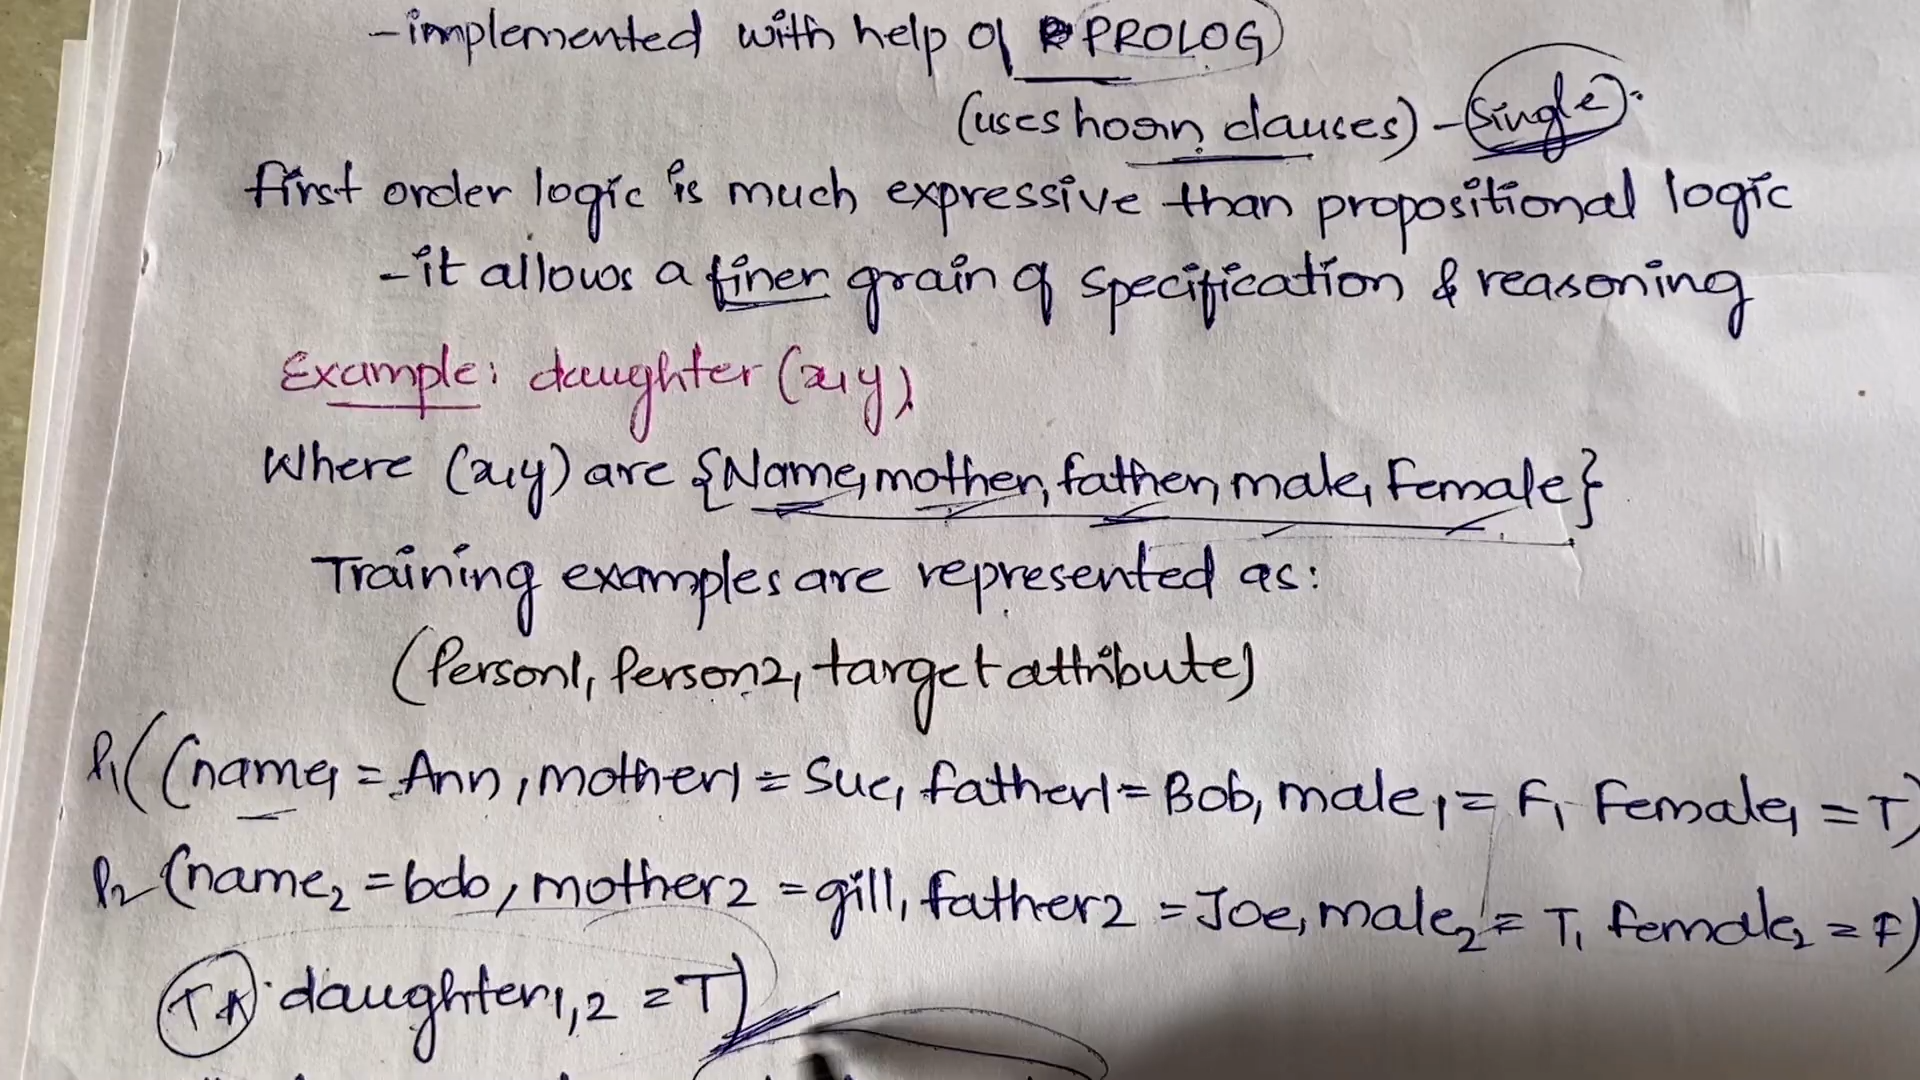 -implemented with help of PROLOG
(uses horn clauses) - Single.
first order logic is much expressive than propositional logic
- it allows a finer grain of specification & reasoning
Example: daughter (x,y)
Where (x,y) are {Name, mother, father, male, Female}
Training examples are represented as:
(Person1, Person2, target attribute)
P1 ((name1 = Ann, mother1 = Sue, father1 = Bob, male1 = F, Female1 = T)
P2 (name2 = bob, mother2 = gill, father2 = Joe, male2 = T, female2 = F)
TA: daughter1,2 = T)